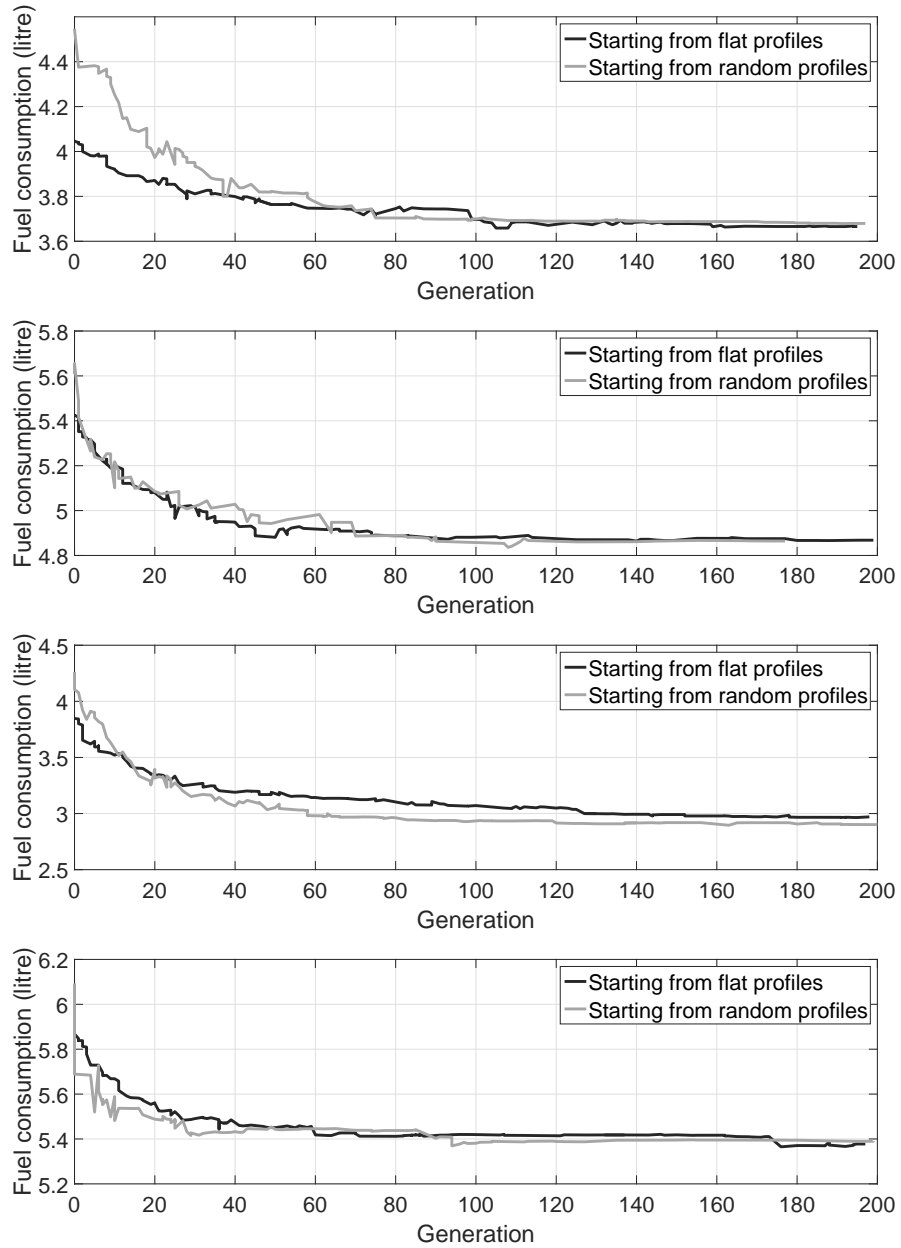 Fuel consumption (litre)
4.4
4.2
4
3.8
3.6
Starting from flat profiles
Starting from random profiles
0 20 40 60 80 100 120 140 160 180 200
Generation
Fuel consumption (litre)
5.8
5.6
5.4
5.2
5
4.8
Starting from flat profiles
Starting from random profiles
0 20 40 60 80 100 120 140 160 180 200
Generation
Fuel consumption (litre)
4.5
4
3.5
3
2.5
Starting from flat profiles
Starting from random profiles
0 20 40 60 80 100 120 140 160 180 200
Generation
Fuel consumption (litre)
6.2
6
5.8
5.6
5.4
5.2
Starting from flat profiles
Starting from random profiles
0 20 40 60 80 100 120 140 160 180 200
Generation